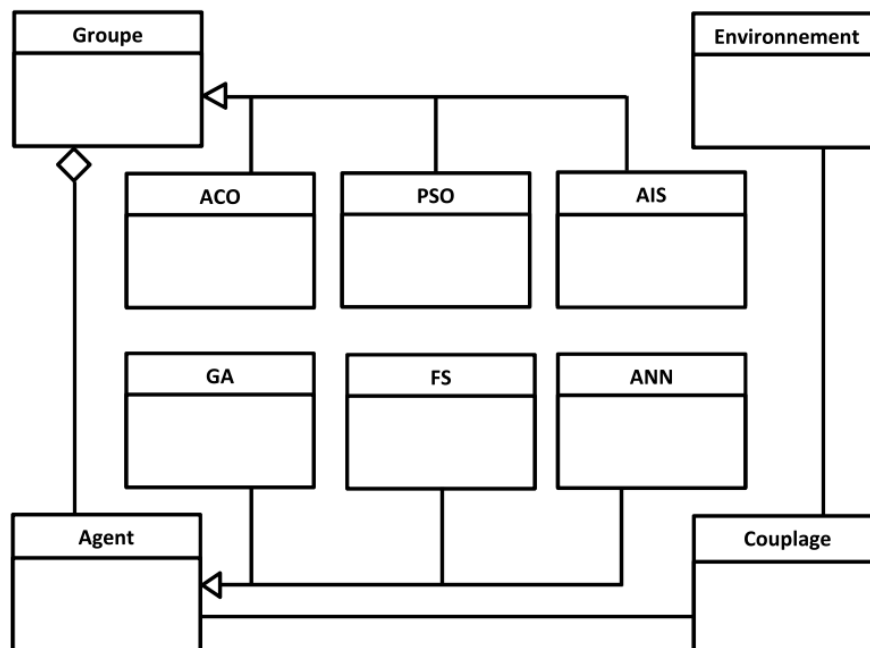 Groupe
Environnement
ACO
PSO
AIS
GA
FS
ANN
Agent
Couplage